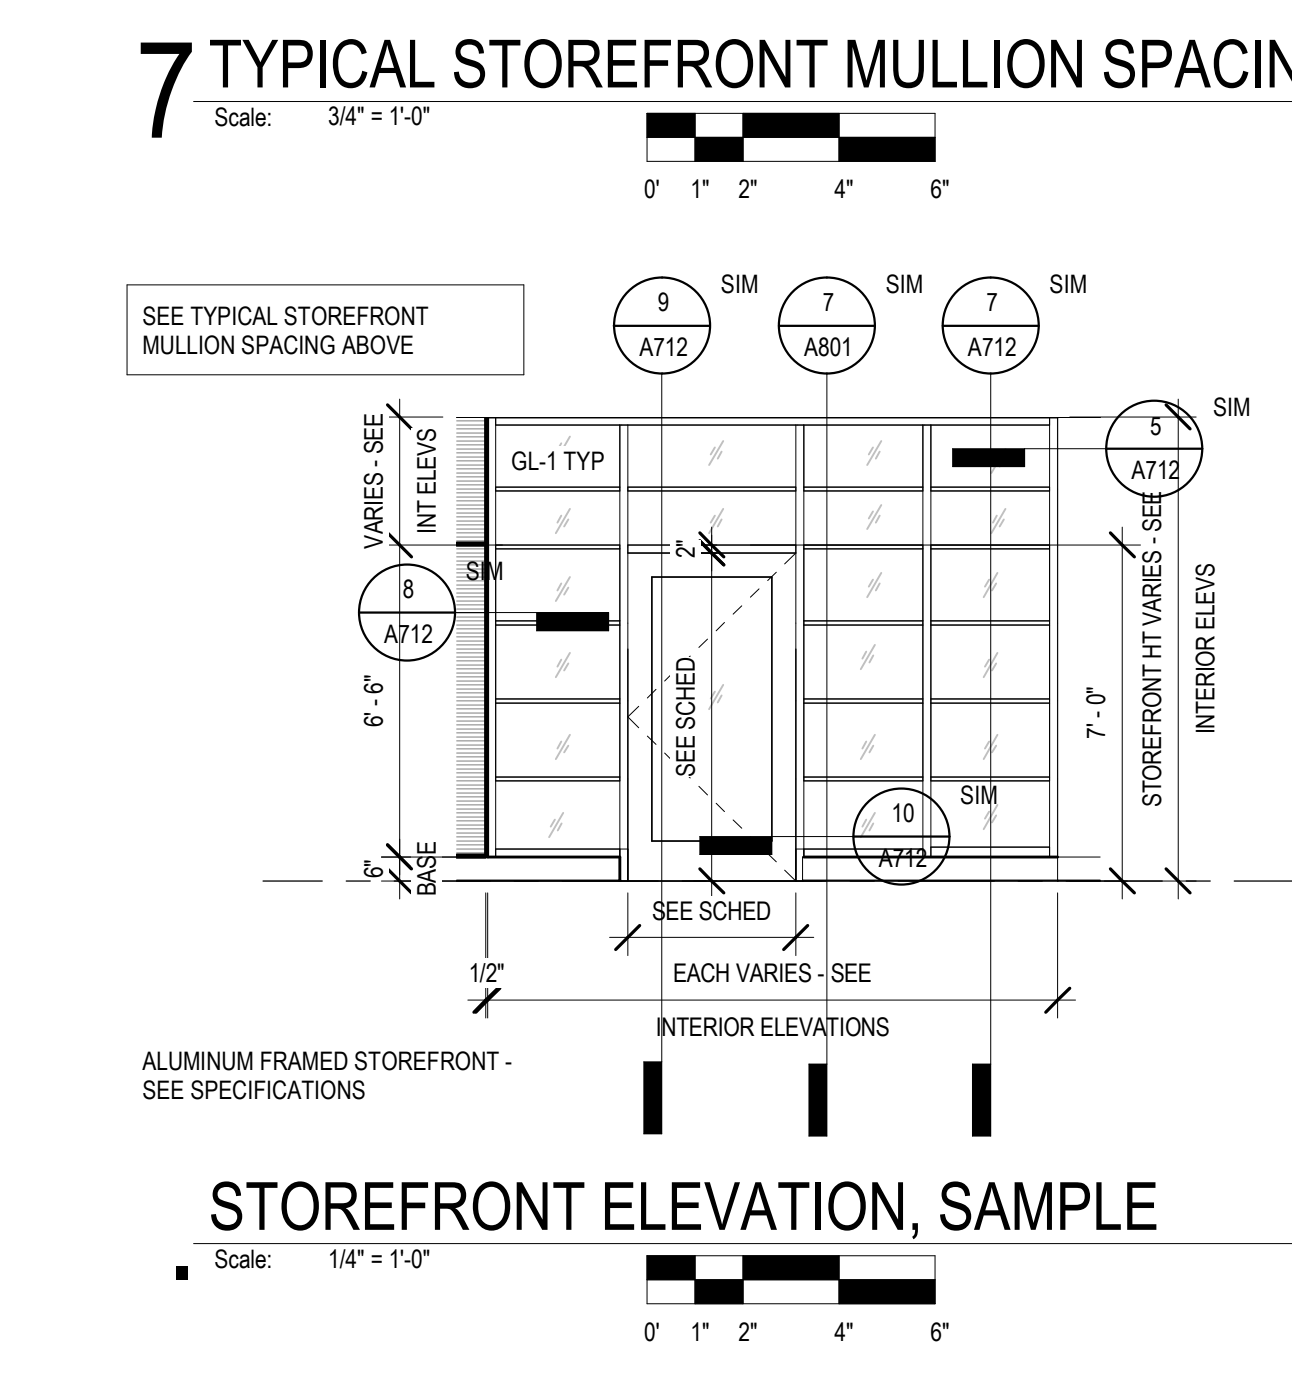 7 TYPICAL STOREFRONT MULLION SPACIN
Scale: 3/4" = 1'-0"
0' 1" 2" 4" 6"
SEE TYPICAL STOREFRONT
MULLION SPACING ABOVE
9
A712
SIM
7
A801
SIM
7
A712
SIM
5
A712
SIM
VARIES - SEE
INT ELEVS
GL-1 TYP
2"
8
A712
SIM
6' - 6"
SEE SCHED
7' - 0"
STOREFRONT HT VARIES - SEE
INTERIOR ELEVS
10
A712
SIM
6"
BASE
SEE SCHED
1/2"
EACH VARIES - SEE
INTERIOR ELEVATIONS
ALUMINUM FRAMED STOREFRONT -
SEE SPECIFICATIONS
STOREFRONT ELEVATION, SAMPLE
Scale: 1/4" = 1'-0"
0' 1" 2" 4" 6"